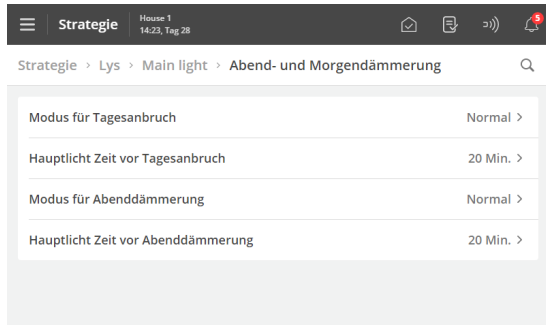 Strategie
House 1
14:23, Tag 28
5
Strategie > Lys > Main light > Abend- und Morgendämmerung
Modus für Tagesanbruch Normal >
Hauptlicht Zeit vor Tagesanbruch 20 Min. >
Modus für Abenddämmerung Normal >
Hauptlicht Zeit vor Abenddämmerung 20 Min. >